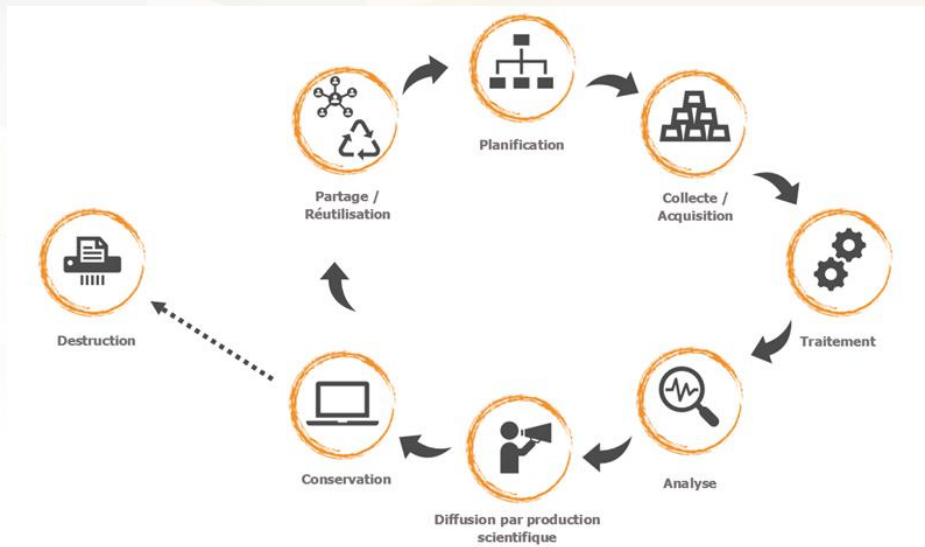 Planification
Collecte /
Acquisition
Traitement
Analyse
Diffusion par production
scientifique
Conservation
Partage /
Réutilisation
Destruction